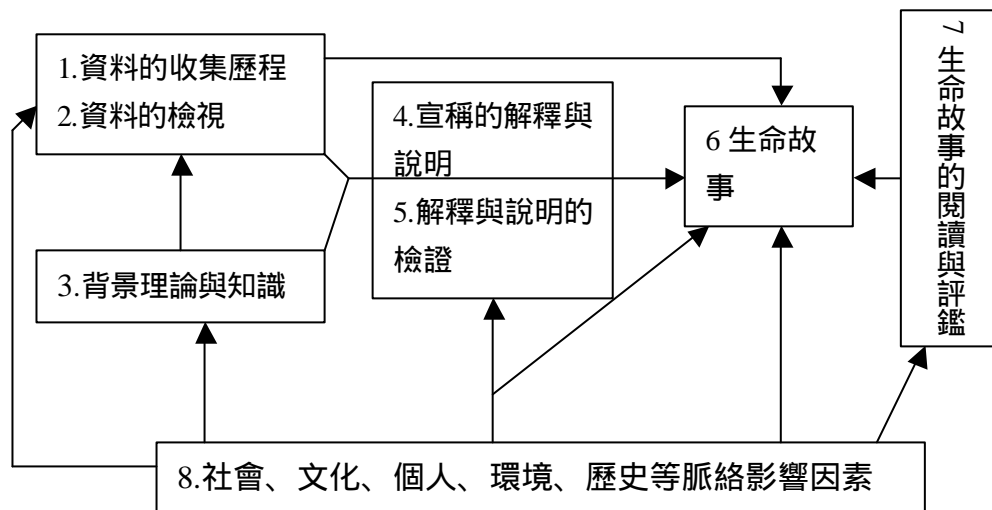 1.資料的收集歷程
2.資料的檢視
3.背景理論與知識
4.宣稱的解釋與
說明
5.解釋與說明的
檢證
6 生命故
事
7 生命故事的閱讀與評鑑
8.社會、文化、個人、環境、歷史等脈絡影響因素